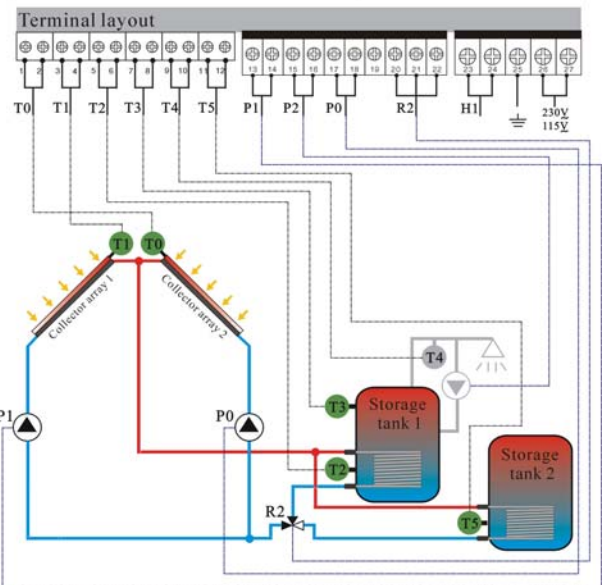 Terminal layout
1 2 3 4 5 6 7 8 9 10 11 12 13 14 15 16 17 18 19 20 21 22 23 24 25 26 27
T0 T1 T2 T3 T4 T5 P1 P2 P0 R2 H1 230V
115V
T1 T0
Collector array 1
Collector array 2
T4
T3
Storage
tank 1
P1
P0
Storage
tank 2
T2
R2
T5